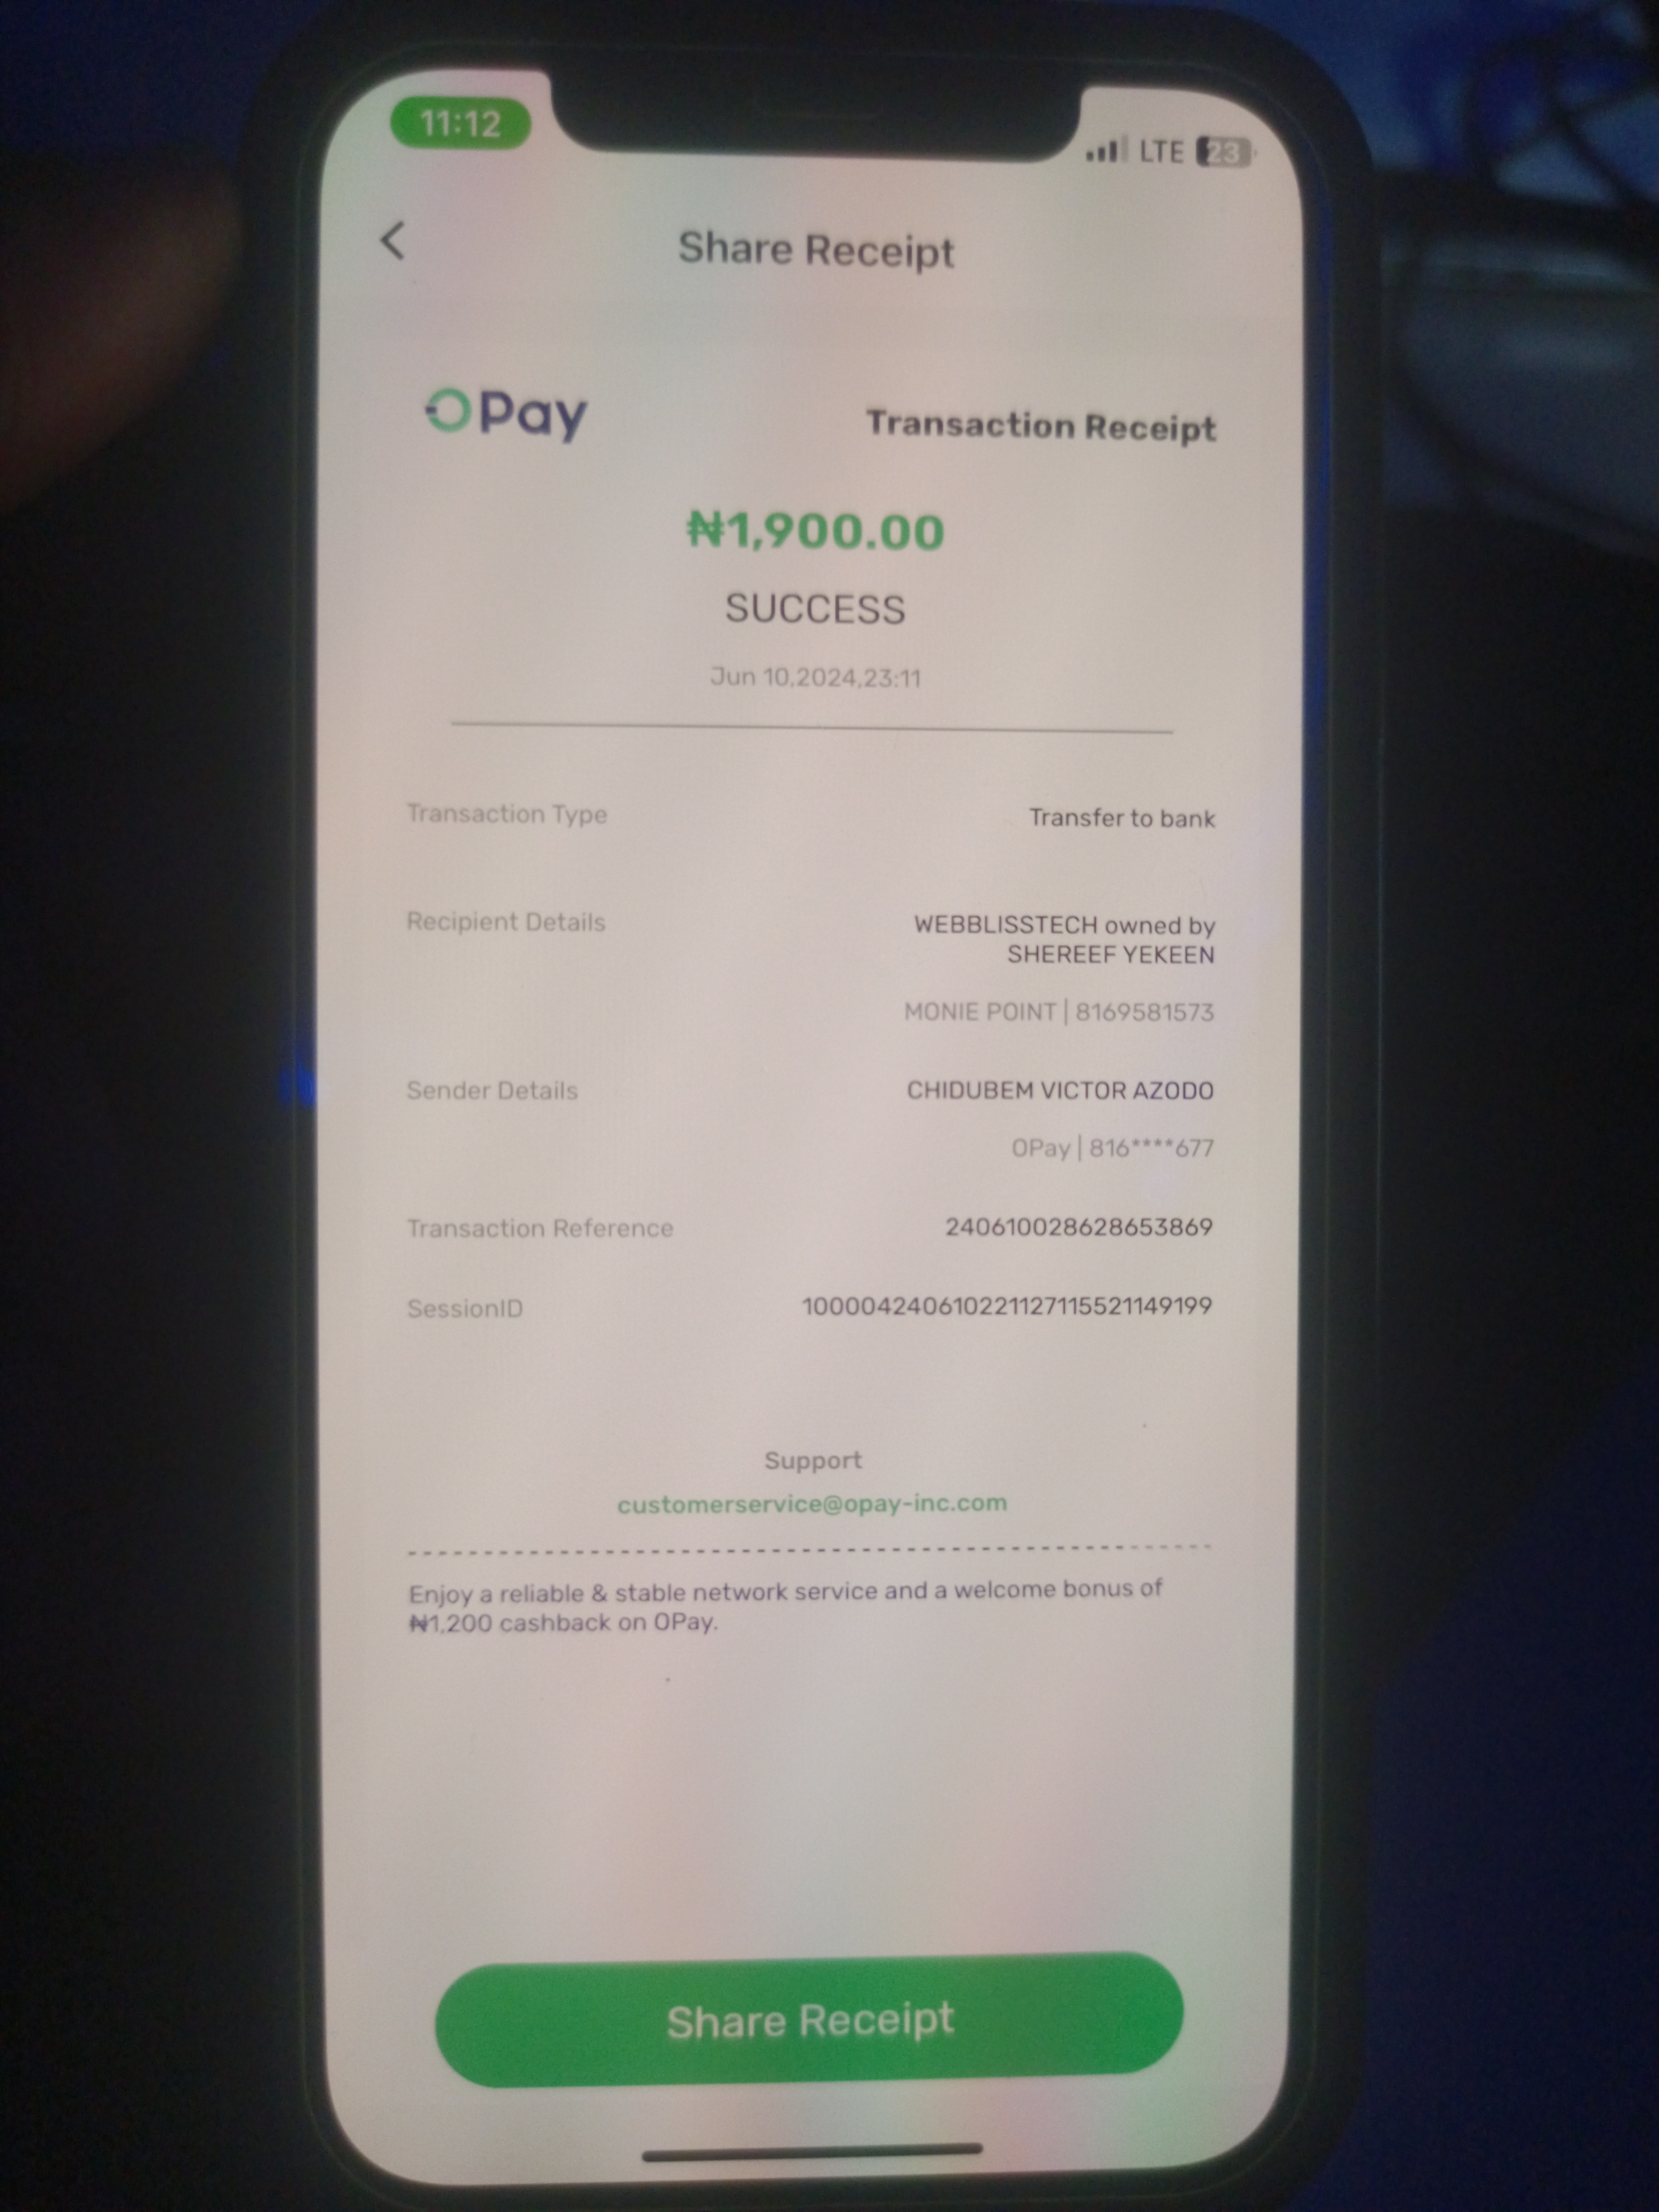 11:12
LTE 23
Share Receipt
OPay
Transaction Receipt
₦1,900.00
SUCCESS
Jun 10,2024,23:11
Transaction Type
Transfer to bank
Recipient Details
WEBBLISSTECH owned by
SHEREEF YEKEEN
MONIE POINT | 8169581573
Sender Details
CHIDUBEM VICTOR AZODO
OPay | 816****677
Transaction Reference
240610028628653869
SessionID
100004240610221127115521149199
Support
customerservice@opay-inc.com
Enjoy a reliable & stable network service and a welcome bonus of
₦1,200 cashback on OPay.
Share Receipt